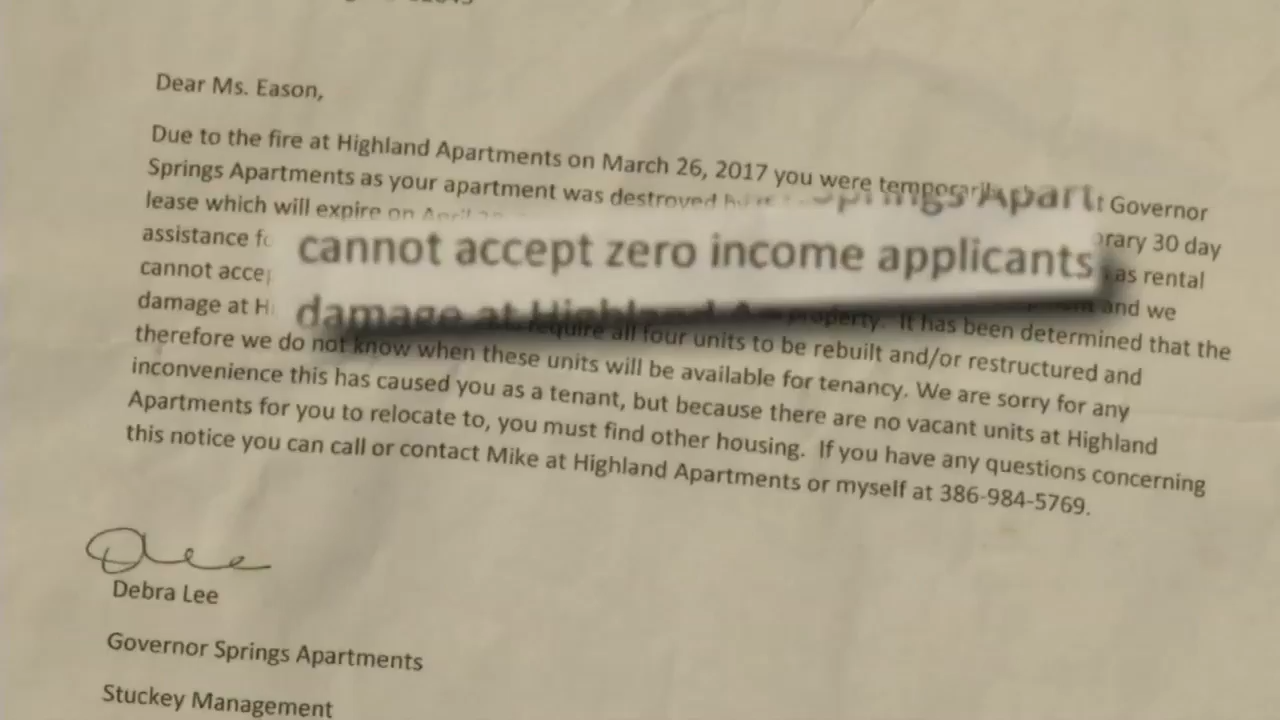 Dear Ms. Eason,
Due to the fire at Highland Apartments on March 26, 2017 you were temporarily Governor
Springs Apartments as your apartment was destroyed 30 day
lease which will expire on April as rental
assistance and we
cannot
damage at property. It has been determined that the
require all four units to be rebuilt and/or restructured and
therefore we do not know when these units will be available for tenancy. We are sorry for any
inconvenience this has caused you as a tenant, but because there are no vacant units at Highland
Apartments for you to relocate to, you must find other housing. If you have any questions concerning
this notice you can call or contact Mike at Highland Apartments or myself at 386-984-5769.
Springs Apart
cannot accept zero income applicants
damage at Highland
Debra Lee
Governor Springs Apartments
Stuckey Management